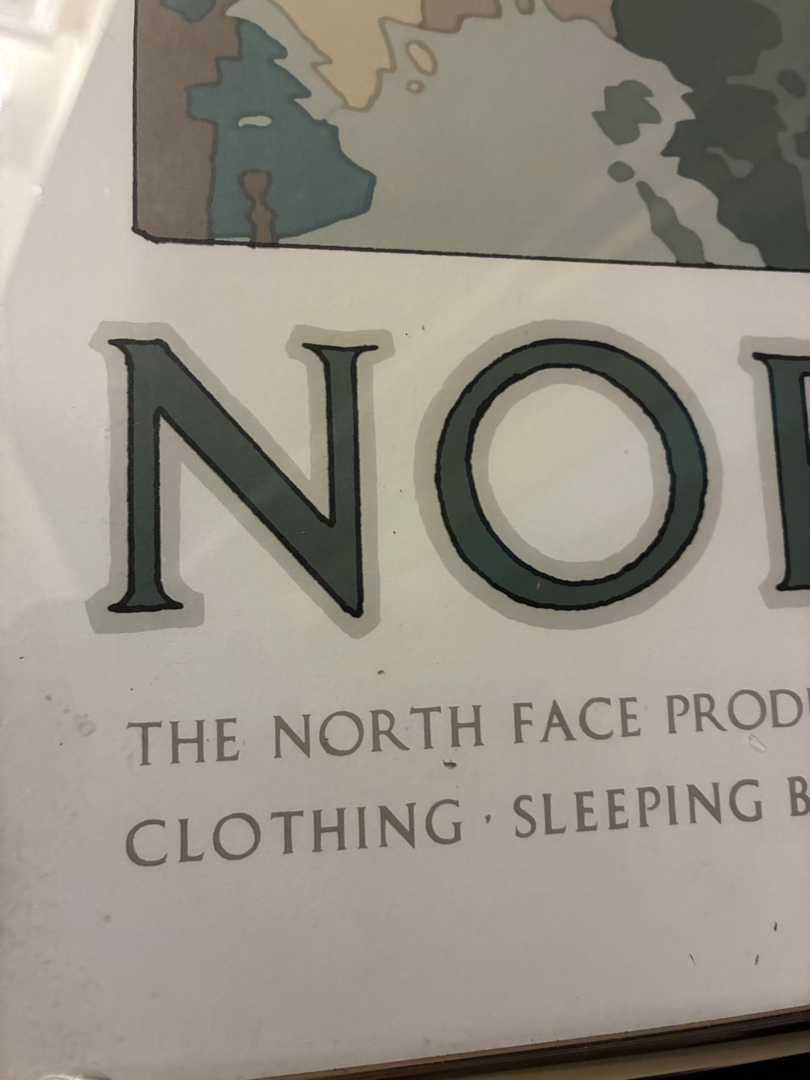 NO
THE NORTH FACE PROD
CLOTHING · SLEEPING B